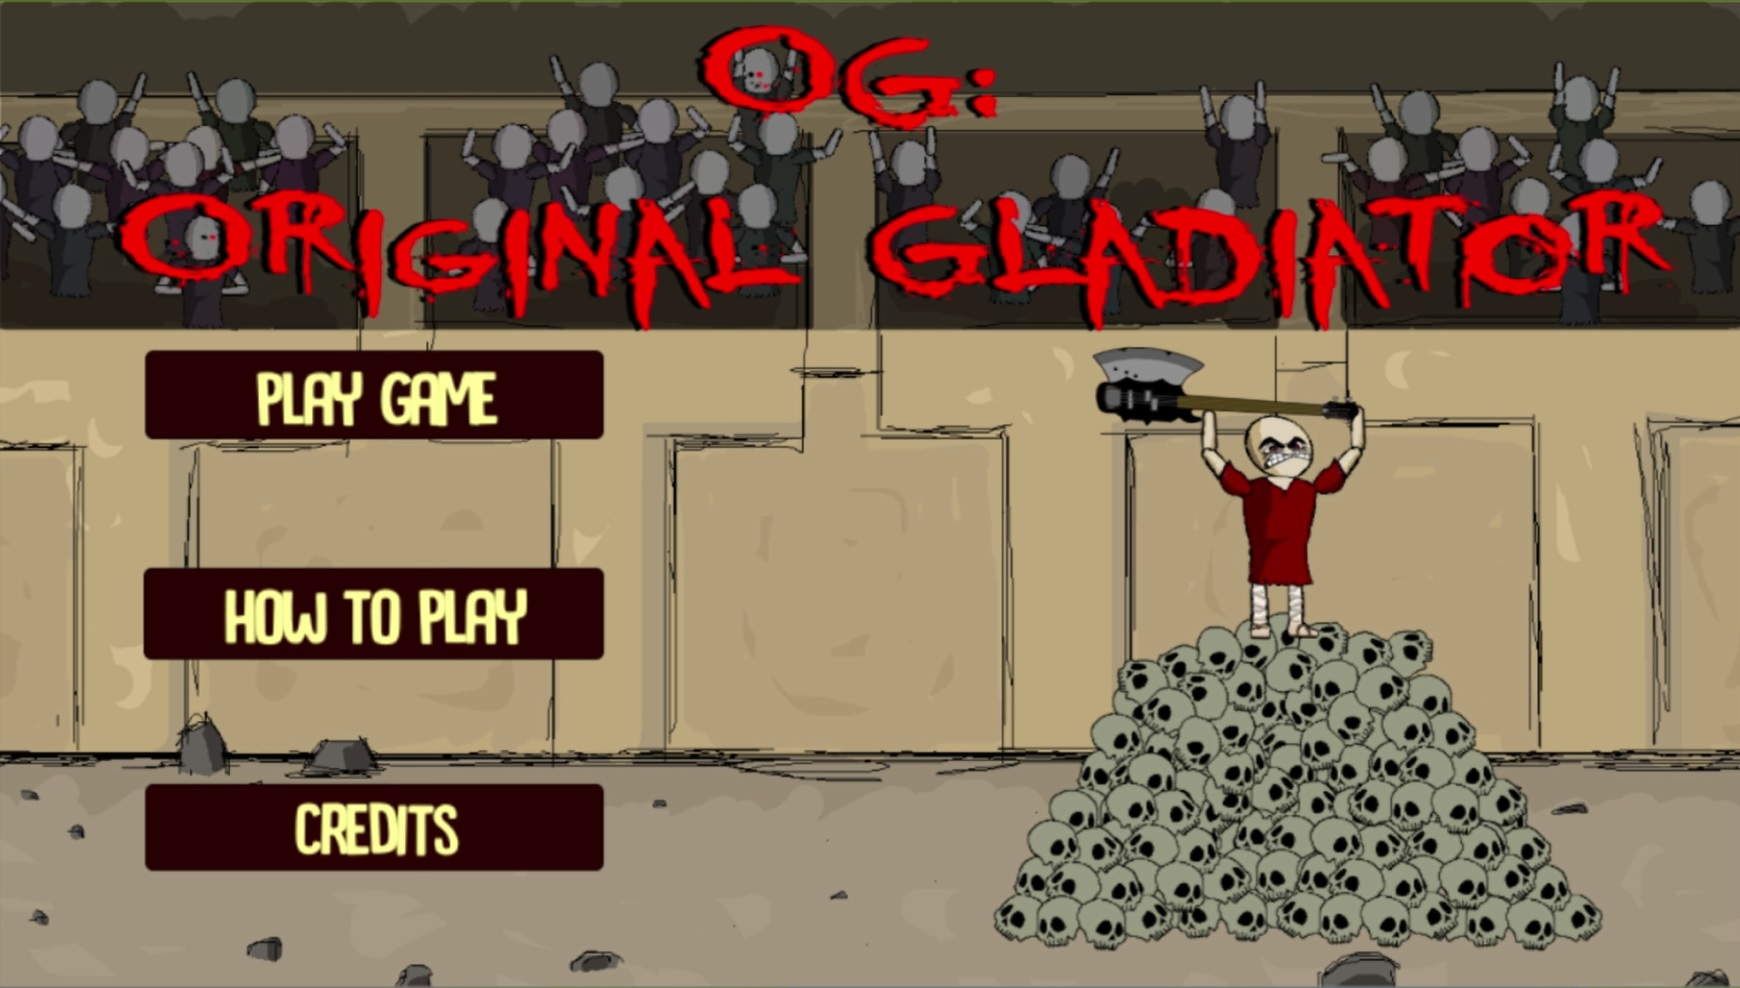 OG:
ORIGINAL GLADIATOR
PLAY GAME
HOW TO PLAY
CREDITS